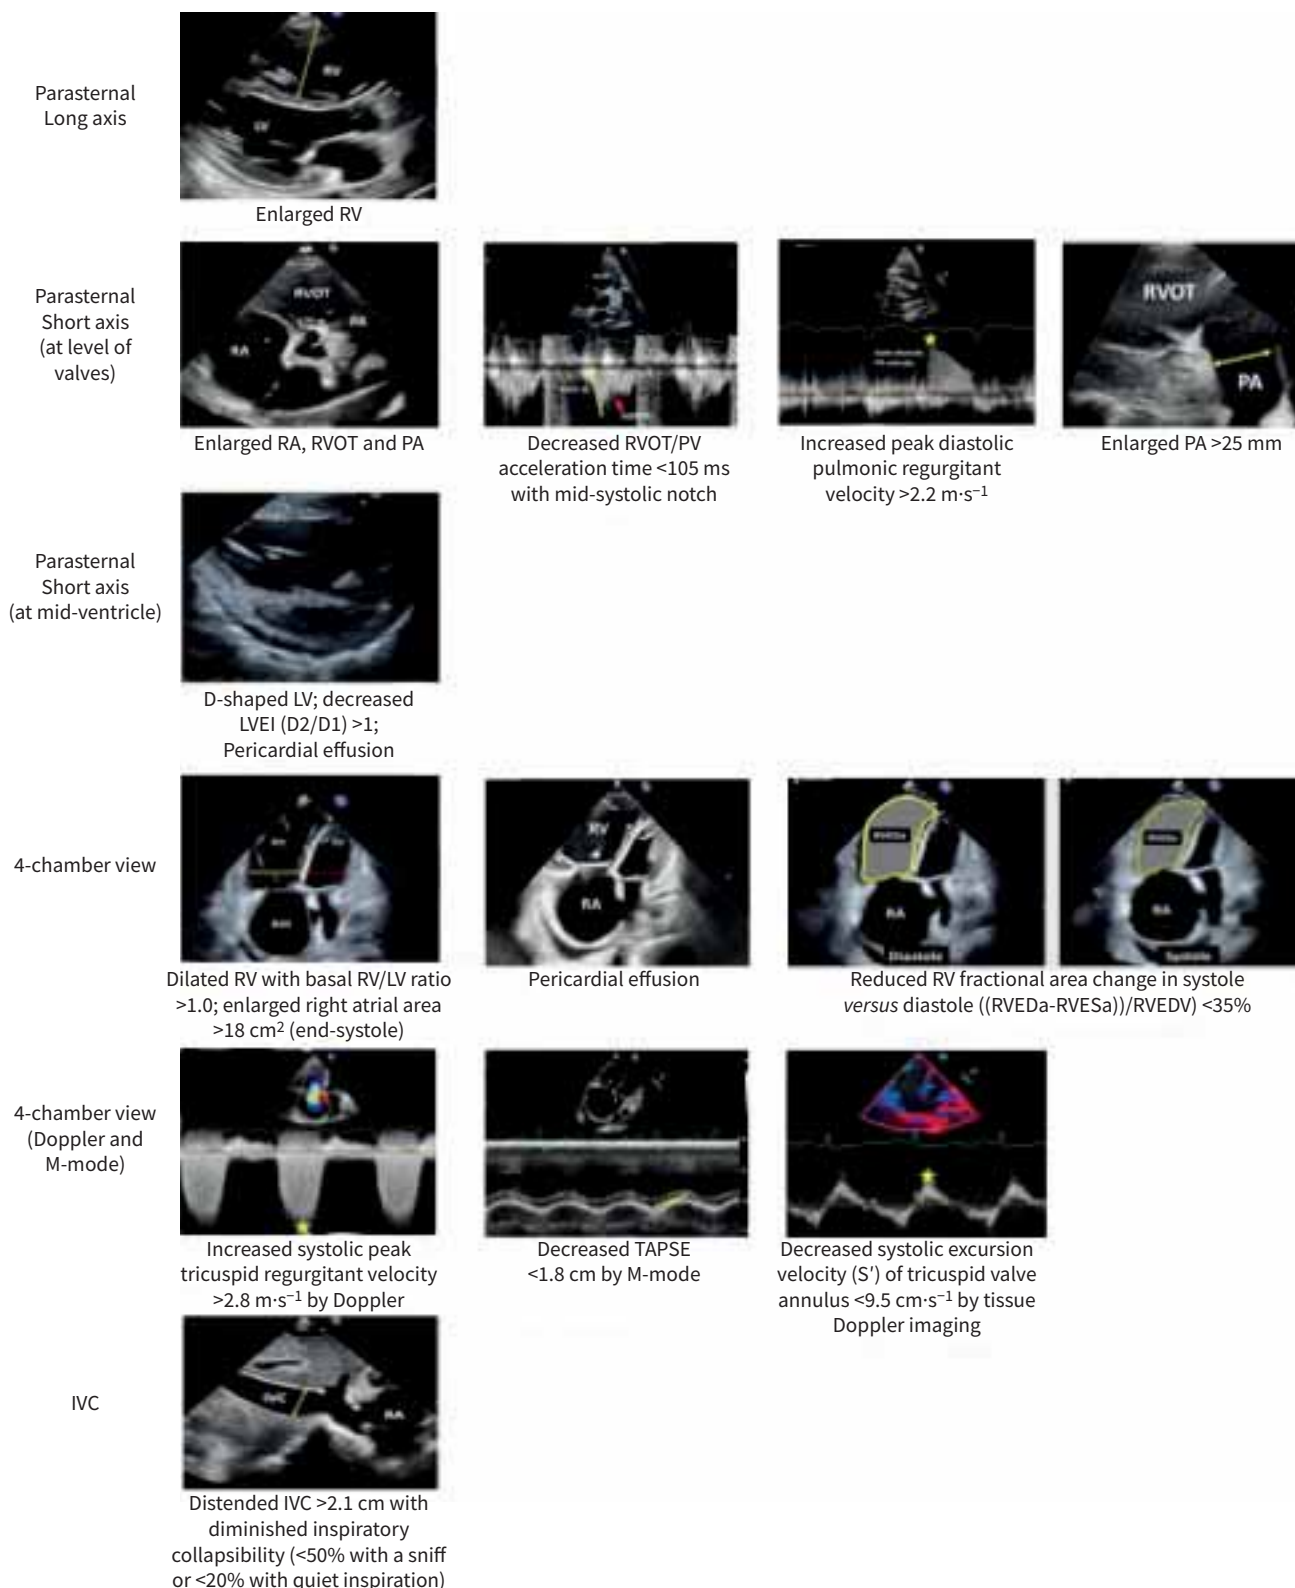 Parasternal
Long axis
RV
LV
Enlarged RV
Parasternal
Short axis
(at level of
valves)
RVOT
RA
PA
Enlarged RA, RVOT and PA
Decreased RVOT/PV
acceleration time <105 ms
with mid-systolic notch
Increased peak diastolic
pulmonic regurgitant
velocity >2.2 m·s⁻¹
RVOT
PA
Enlarged PA >25 mm
Parasternal
Short axis
(at mid-ventricle)
D-shaped LV; decreased
LVEI (D2/D1) >1;
Pericardial effusion
4-chamber view
Dilated RV with basal RV/LV ratio
>1.0; enlarged right atrial area
>18 cm² (end-systole)
RV
RA
Pericardial effusion
RVEDa
RA
Diastole
RVESa
RA
Systole
Reduced RV fractional area change in systole
versus diastole ((RVEDa-RVESa))/RVEDV) <35%
4-chamber view
(Doppler and
M-mode)
Increased systolic peak
tricuspid regurgitant velocity
>2.8 m·s⁻¹ by Doppler
Decreased TAPSE
<1.8 cm by M-mode
Decreased systolic excursion
velocity (S′) of tricuspid valve
annulus <9.5 cm·s⁻¹ by tissue
Doppler imaging
IVC
IVC
RA
Distended IVC >2.1 cm with
diminished inspiratory
collapsibility (<50% with a sniff
or <20% with quiet inspiration)